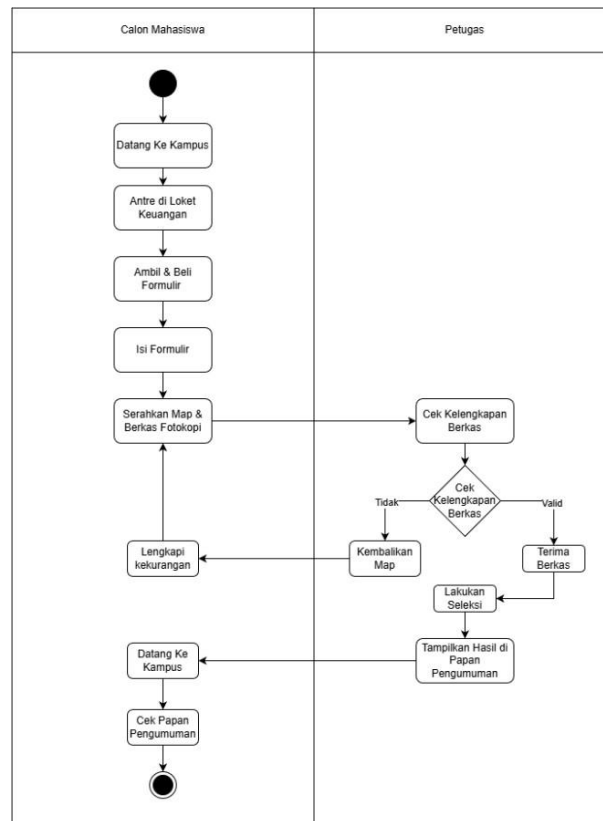 Calon Mahasiswa
Petugas
Datang Ke Kampus
Antre di Loket
Keuangan
Ambil & Beli
Formulir
Isi Formulir
Serahkan Map &
Berkas Fotokopi
Cek Kelengkapan
Berkas
Cek
Kelengkapan
Berkas
Tidak
Valid
Lengkapi
kekurangan
Kembalikan
Map
Terima
Berkas
Lakukan
Seleksi
Datang Ke
Kampus
Tampilkan Hasil di
Papan
Pengumuman
Cek Papan
Pengumuman